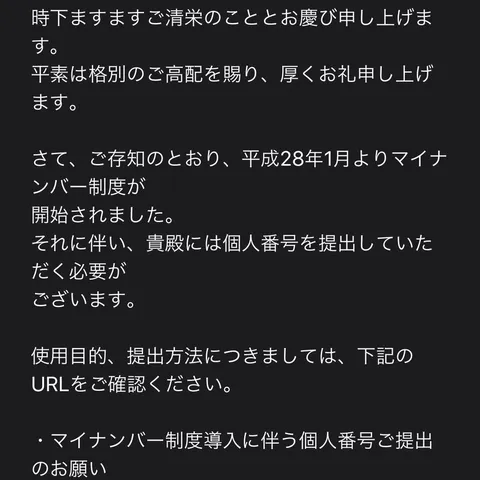 時下ますますご清栄のこととお慶び申し上げま
す。
平素は格別のご高配を賜り、厚くお礼申し上げ
ます。
さて、ご存知のとおり、平成28年1月よりマイナ
ンバー制度が
開始されました。
それに伴い、貴殿には個人番号を提出していた
だく必要が
ございます。
使用目的、提出方法につきましては、下記の
URLをご確認ください。
・マイナンバー制度導入に伴う個人番号ご提出
のお願い